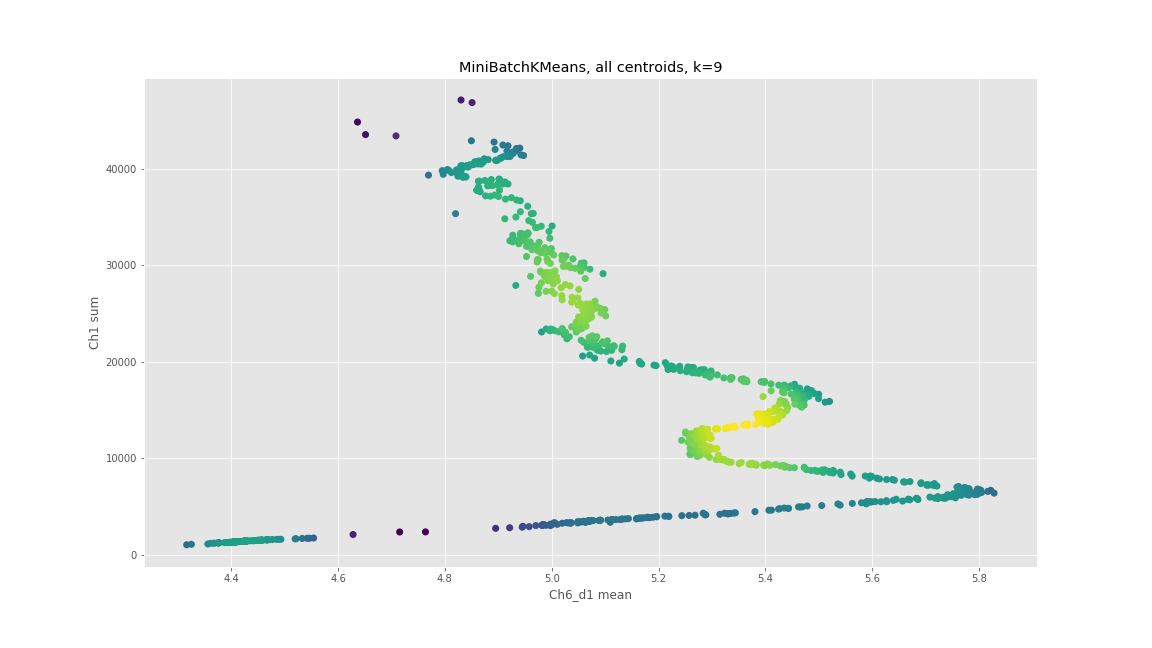 MiniBatchKMeans, all centroids, k=9
40000
30000
20000
10000
0
Ch1 sum
4.4 4.6 4.8 5.0 5.2 5.4 5.6 5.8
Ch6_d1 mean